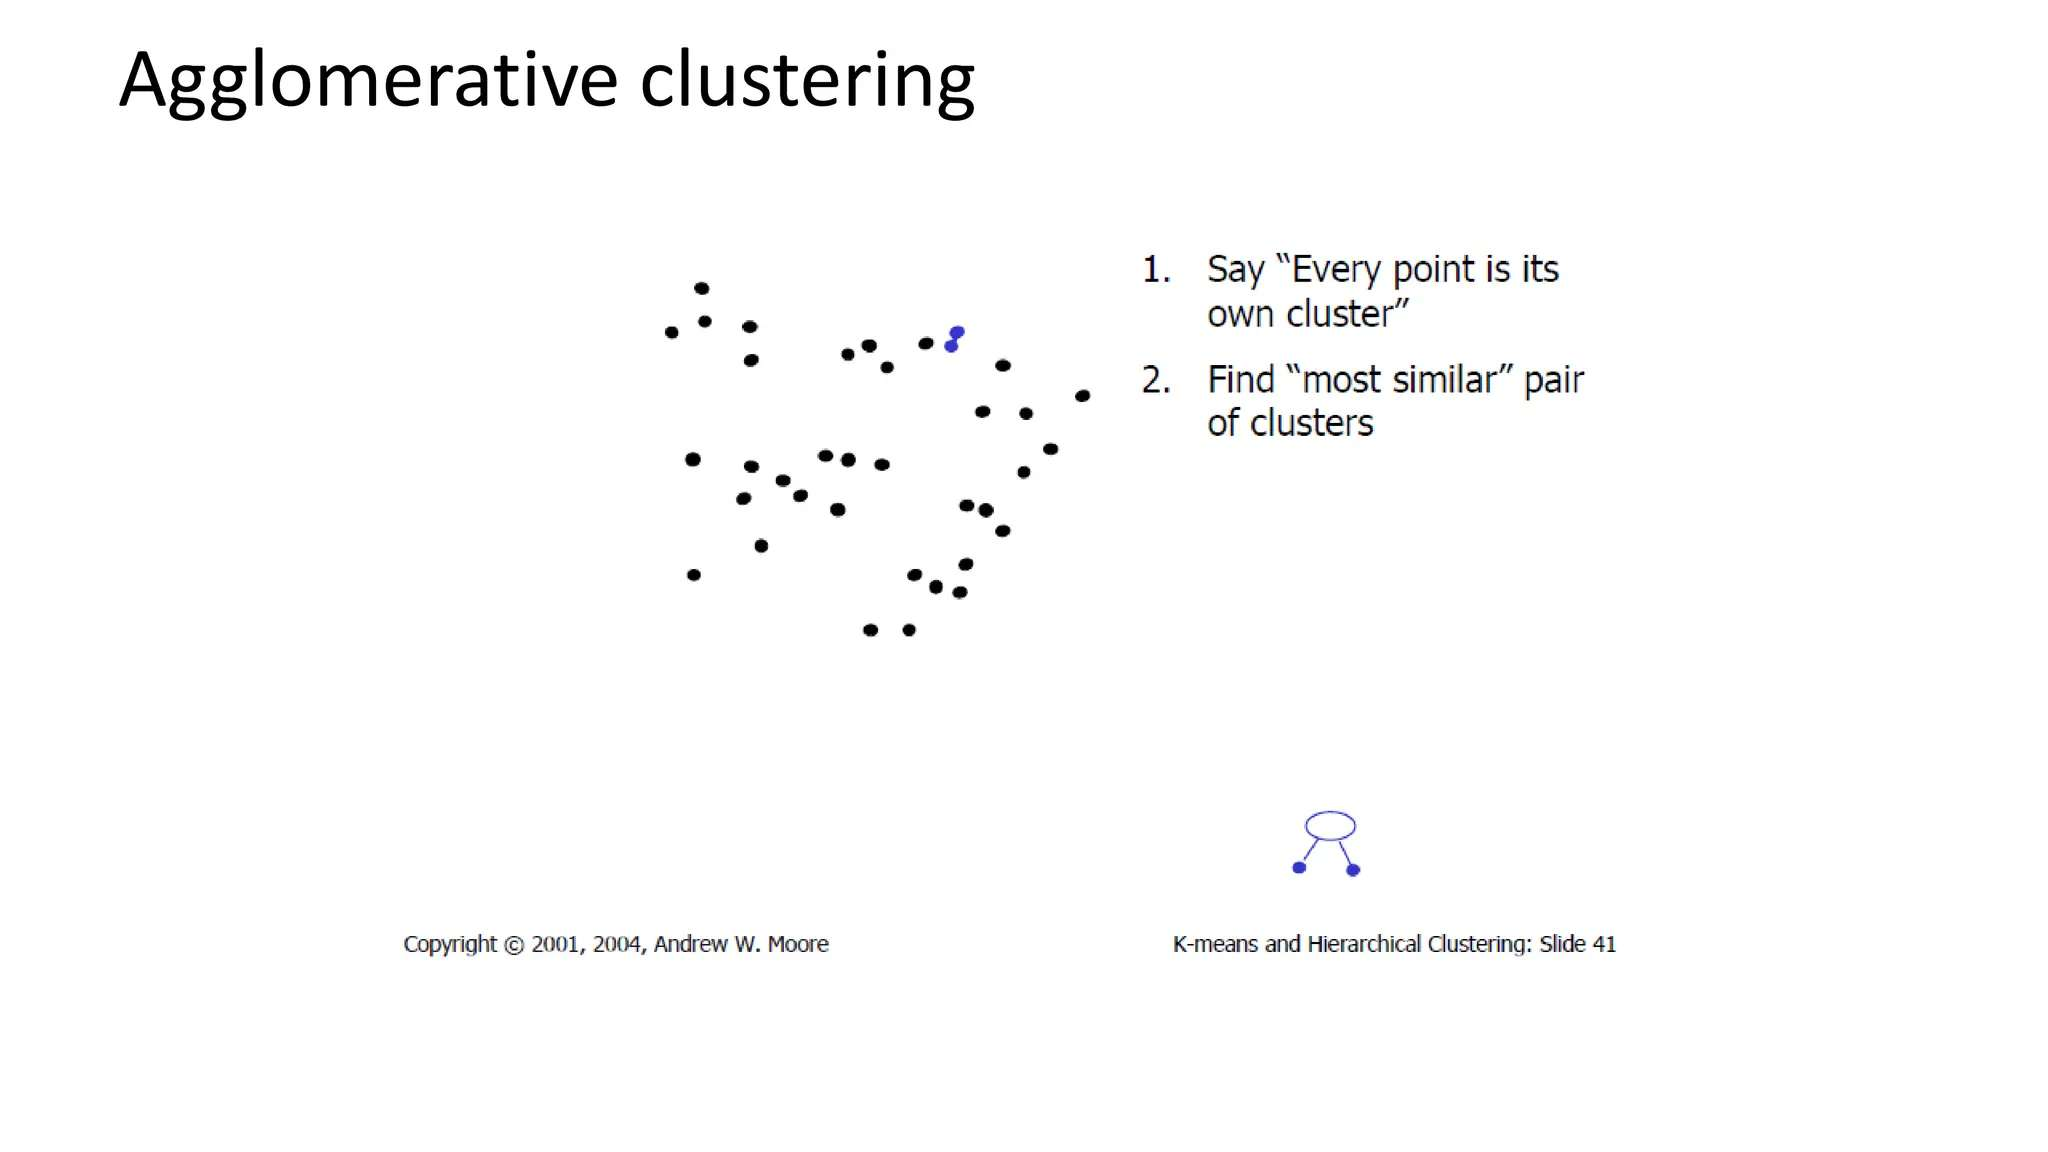 Agglomerative clustering
1. Say “Every point is its
own cluster”
2. Find “most similar” pair
of clusters
Copyright © 2001, 2004, Andrew W. Moore
K-means and Hierarchical Clustering: Slide 41